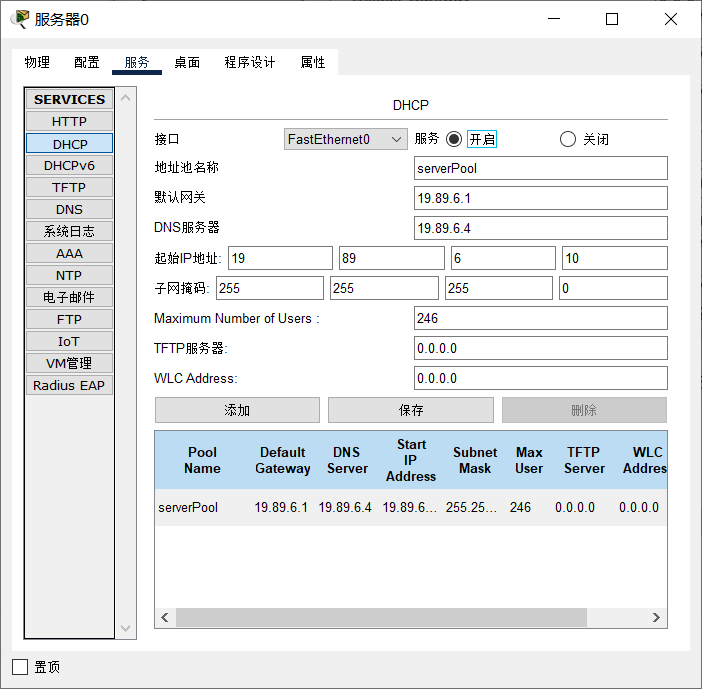 服务器0
物理 配置 服务 桌面 程序设计 属性
SERVICES
HTTP
DHCP
DHCPv6
TFTP
DNS
系统日志
AAA
NTP
电子邮件
FTP
IoT
VM管理
Radius EAP
DHCP
接口 FastEthernet0 服务 开启 关闭
地址池名称 serverPool
默认网关 19.89.6.1
DNS服务器 19.89.6.4
起始IP地址: 19 89 6 10
子网掩码: 255 255 255 0
Maximum Number of Users : 246
TFTP服务器: 0.0.0.0
WLC Address: 0.0.0.0
添加 保存 删除
Pool Name Default Gateway DNS Server Start IP Address Subnet Mask Max User TFTP Server WLC Addres
serverPool 19.89.6.1 19.89.6.4 19.89.6... 255.25... 246 0.0.0.0 0.0.0.0
置顶